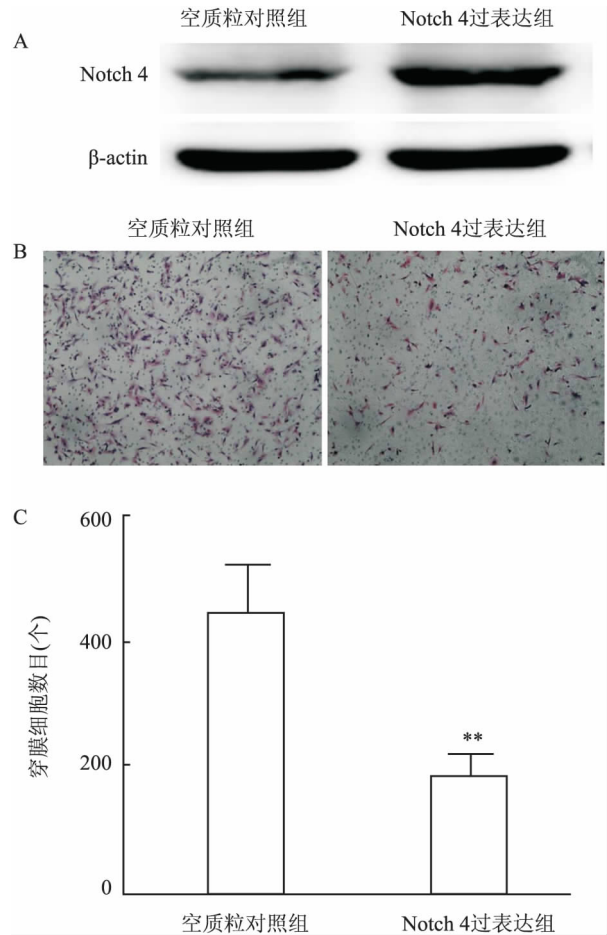 空质粒对照组 Notch 4过表达组
A
Notch 4
β-actin
空质粒对照组 Notch 4过表达组
B
C
600
400
200
0
穿膜细胞数目(个)
**
空质粒对照组 Notch 4过表达组